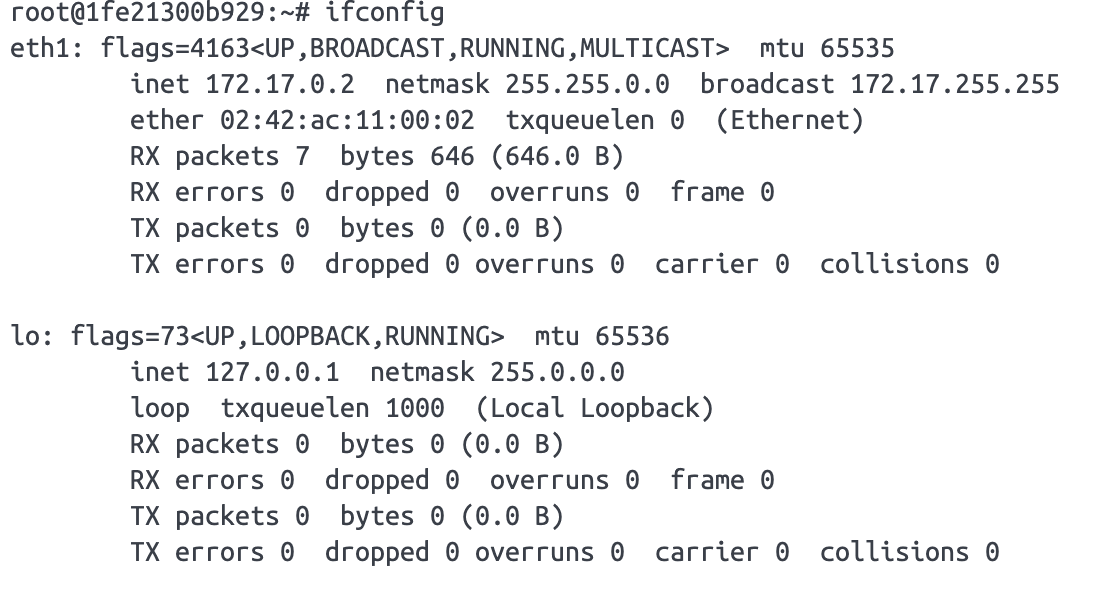 root@1fe21300b929:~# ifconfig
eth1: flags=4163<UP,BROADCAST,RUNNING,MULTICAST>  mtu 65535
        inet 172.17.0.2  netmask 255.255.0.0  broadcast 172.17.255.255
        ether 02:42:ac:11:00:02  txqueuelen 0  (Ethernet)
        RX packets 7  bytes 646 (646.0 B)
        RX errors 0  dropped 0  overruns 0  frame 0
        TX packets 0  bytes 0 (0.0 B)
        TX errors 0  dropped 0 overruns 0  carrier 0  collisions 0

lo: flags=73<UP,LOOPBACK,RUNNING>  mtu 65536
        inet 127.0.0.1  netmask 255.0.0.0
        loop  txqueuelen 1000  (Local Loopback)
        RX packets 0  bytes 0 (0.0 B)
        RX errors 0  dropped 0  overruns 0  frame 0
        TX packets 0  bytes 0 (0.0 B)
        TX errors 0  dropped 0 overruns 0  carrier 0  collisions 0